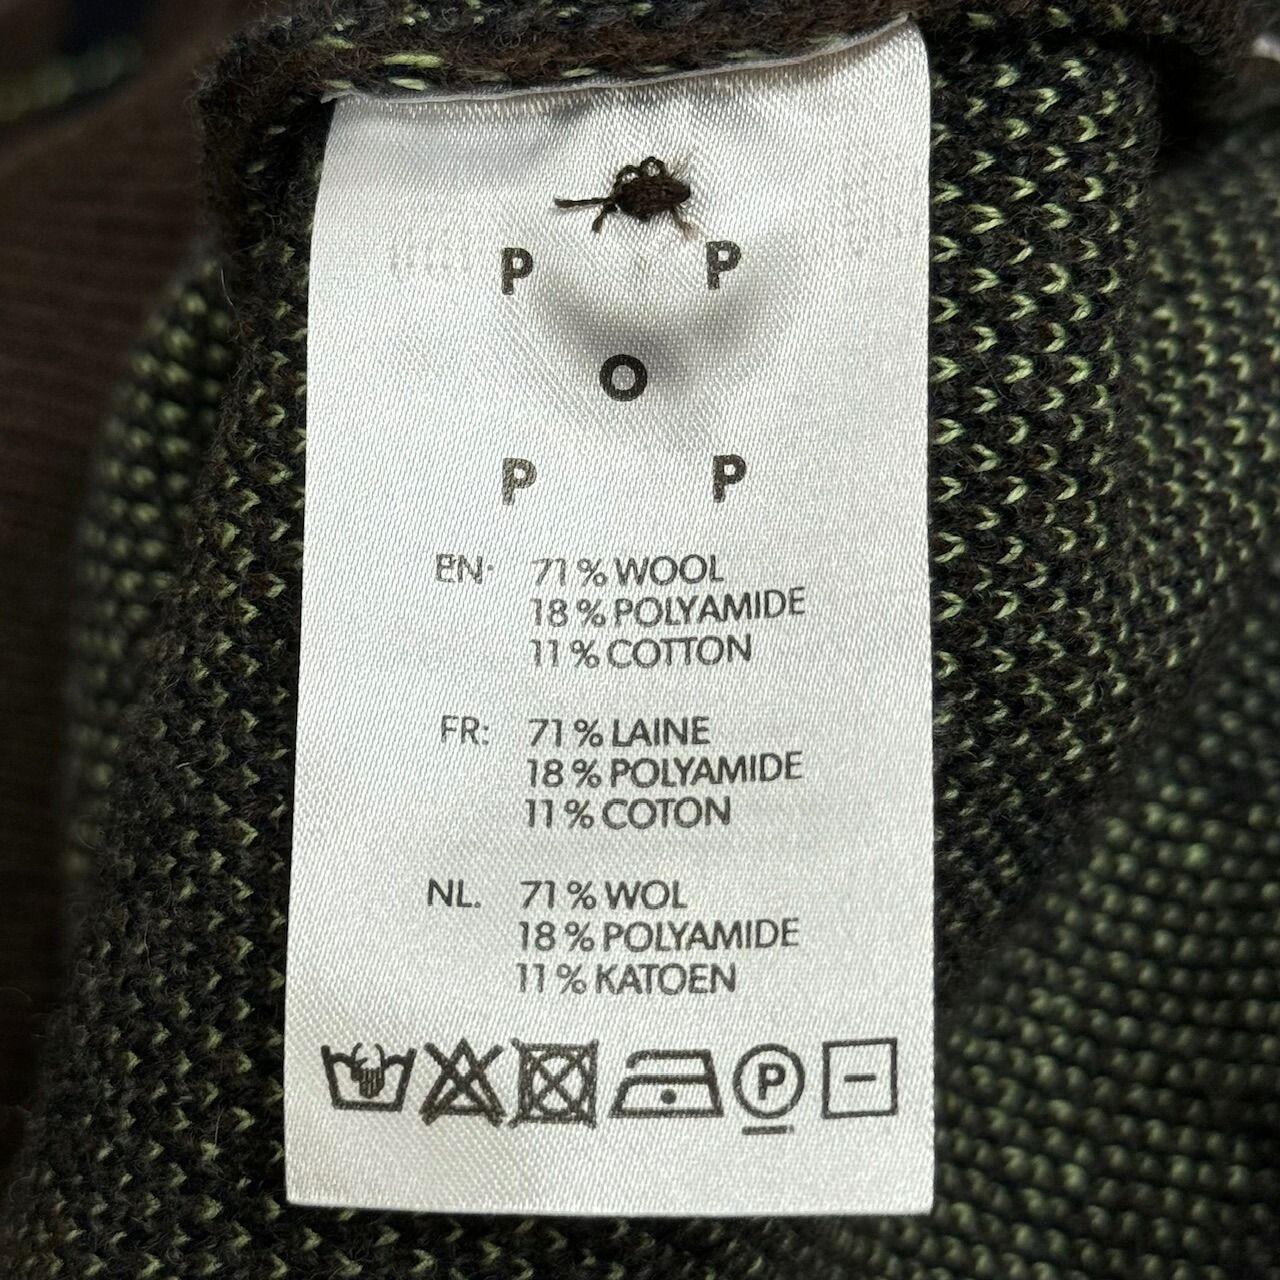 P P
O
P P
EN: 71% WOOL
18% POLYAMIDE
11% COTTON
FR: 71% LAINE
18% POLYAMIDE
11% COTON
NL. 71% WOL
18% POLYAMIDE
11% KATOEN
P